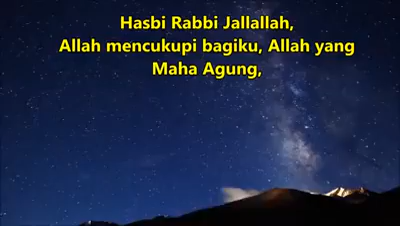 Hasbi Rabbi Jallallah,
Allah mencukupi bagiku, Allah yang
Maha Agung,